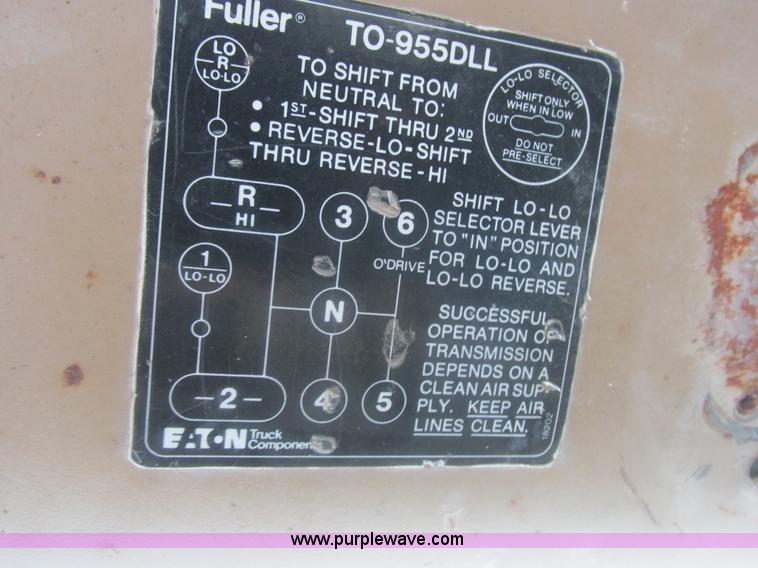 Fuller®
TO-955DLL
LO
R
LO-LO
TO SHIFT FROM
NEUTRAL TO:
• 1ST-SHIFT THRU 2ND
• REVERSE-LO-SHIFT
THRU REVERSE-HI
LO-LO SELECTOR
SHIFT ONLY
WHEN IN LOW
OUT IN
DO NOT
PRE-SELECT
R
HI
3
6
O'DRIVE
1
LO-LO
N
-2-
4
5
SHIFT LO-LO
SELECTOR LEVER
TO "IN" POSITION
FOR LO-LO AND
LO-LO REVERSE.
SUCCESSFUL
OPERATION OF
TRANSMISSION
DEPENDS ON A
CLEAN AIR SUP-
PLY. KEEP AIR
LINES CLEAN.
18202
EATON Truck
Components
www.purplewave.com